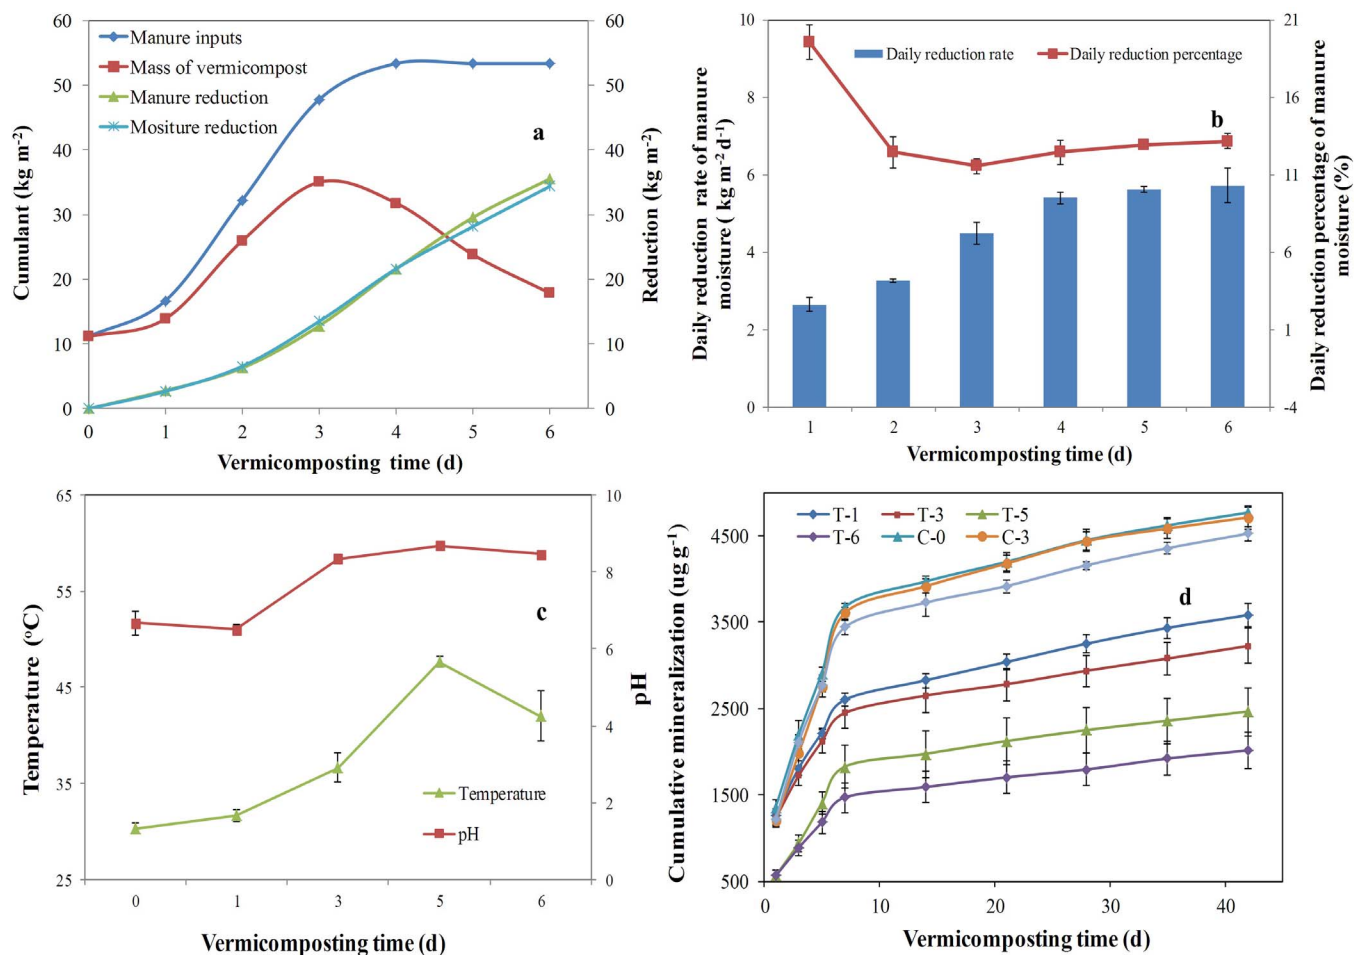 60
50
40
30
20
10
0
Cumulant (kg m-2)
Manure inputs
Mass of vermicompost
Manure reduction
Mositure reduction
a
60
50
40
30
20
10
0
Reduction (kg m-2)
0 1 2 3 4 5 6
Vermicomposting time (d)
10
8
6
4
2
0
Daily reduction rate of manure
moisture ( kg m-2 d-1)
Daily reduction rate
Daily reduction percentage
b
21
16
11
6
1
-4
Daily reduction percentage of manure
moisture (%)
1 2 3 4 5 6
Vermicomposting time (d)
65
55
45
35
25
Temperature (oC)
c
Temperature
pH
10
8
6
4
2
0
pH
0 1 3 5 6
Vermicomposting time (d)
4500
3500
2500
1500
500
Cumulative mineralization (ug g-1)
T-1 T-3 T-5
T-6 C-0 C-3
d
0 10 20 30 40
Vermicomposting time (d)